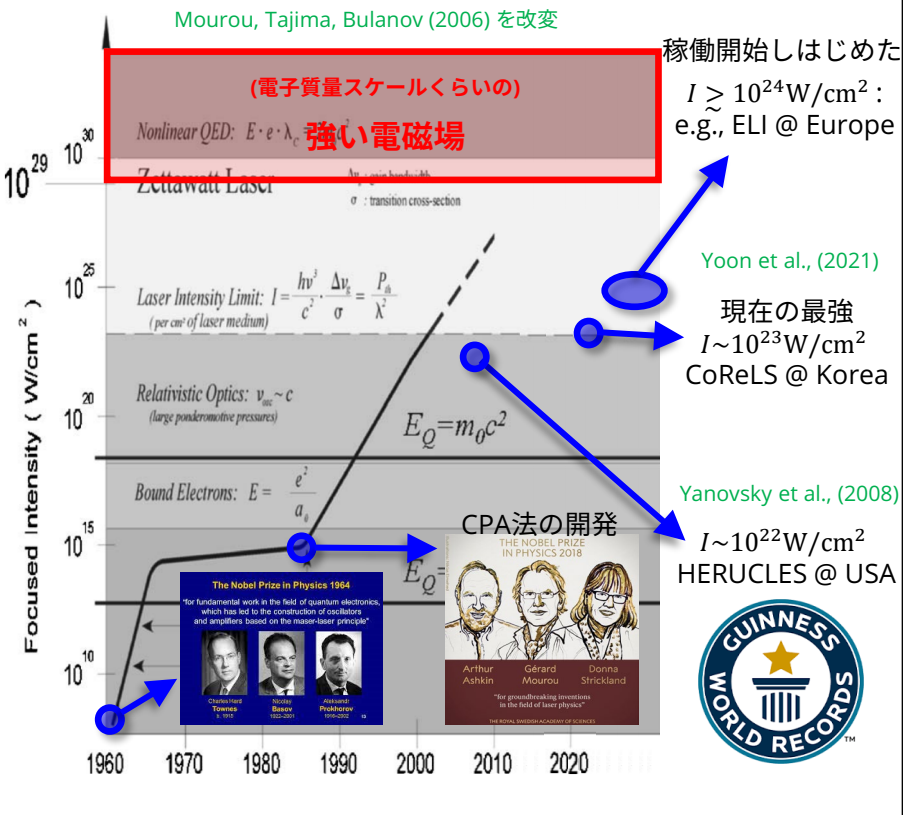 Mourou, Tajima, Bulanov (2006) を改変
稼働開始しはじめた
I ≳ 10²⁴W/cm² :
e.g., ELI @ Europe
(電子質量スケールくらいの)
強い電磁場
Nonlinear QED: E · e · λc =
10³⁰
10²⁹
Zettawatt Laser
σ : transition cross-section
Yoon et al., (2021)
現在の最強
I~10²³W/cm²
CoReLS @ Korea
10²⁵
Laser Intensity Limit: I = hν³/c² · Δνg/σ = Pth/λ²
( per cm² of laser medium)
10²⁰
Relativistic Optics: vosc ~ c
(large ponderomotive pressures)
E_Q=m₀c²
Focused Intensity ( W/cm² )
Bound Electrons: E = e²/a₀
Yanovsky et al., (2008)
I~10²²W/cm²
HERUCLES @ USA
10¹⁵
CPA法の開発
E_Q=
THE NOBEL PRIZE
IN PHYSICS 2018
Arthur Ashkin
Gérard Mourou
Donna Strickland
"for groundbreaking inventions
in the field of laser physics"
THE ROYAL SWEDISH ACADEMY OF SCIENCES
The Nobel Prize in Physics 1964
"for fundamental work in the field of quantum electronics,
which has led to the construction of oscillators
and amplifiers based on the maser-laser principle"
Charles Hard Townes
b. 1915
Nicolay Basov
1922-2001
Aleksandr Prokhorov
1916-2002
13
10¹⁰
GUINNESS
WORLD RECORDS
™
1960 1970 1980 1990 2000 2010 2020